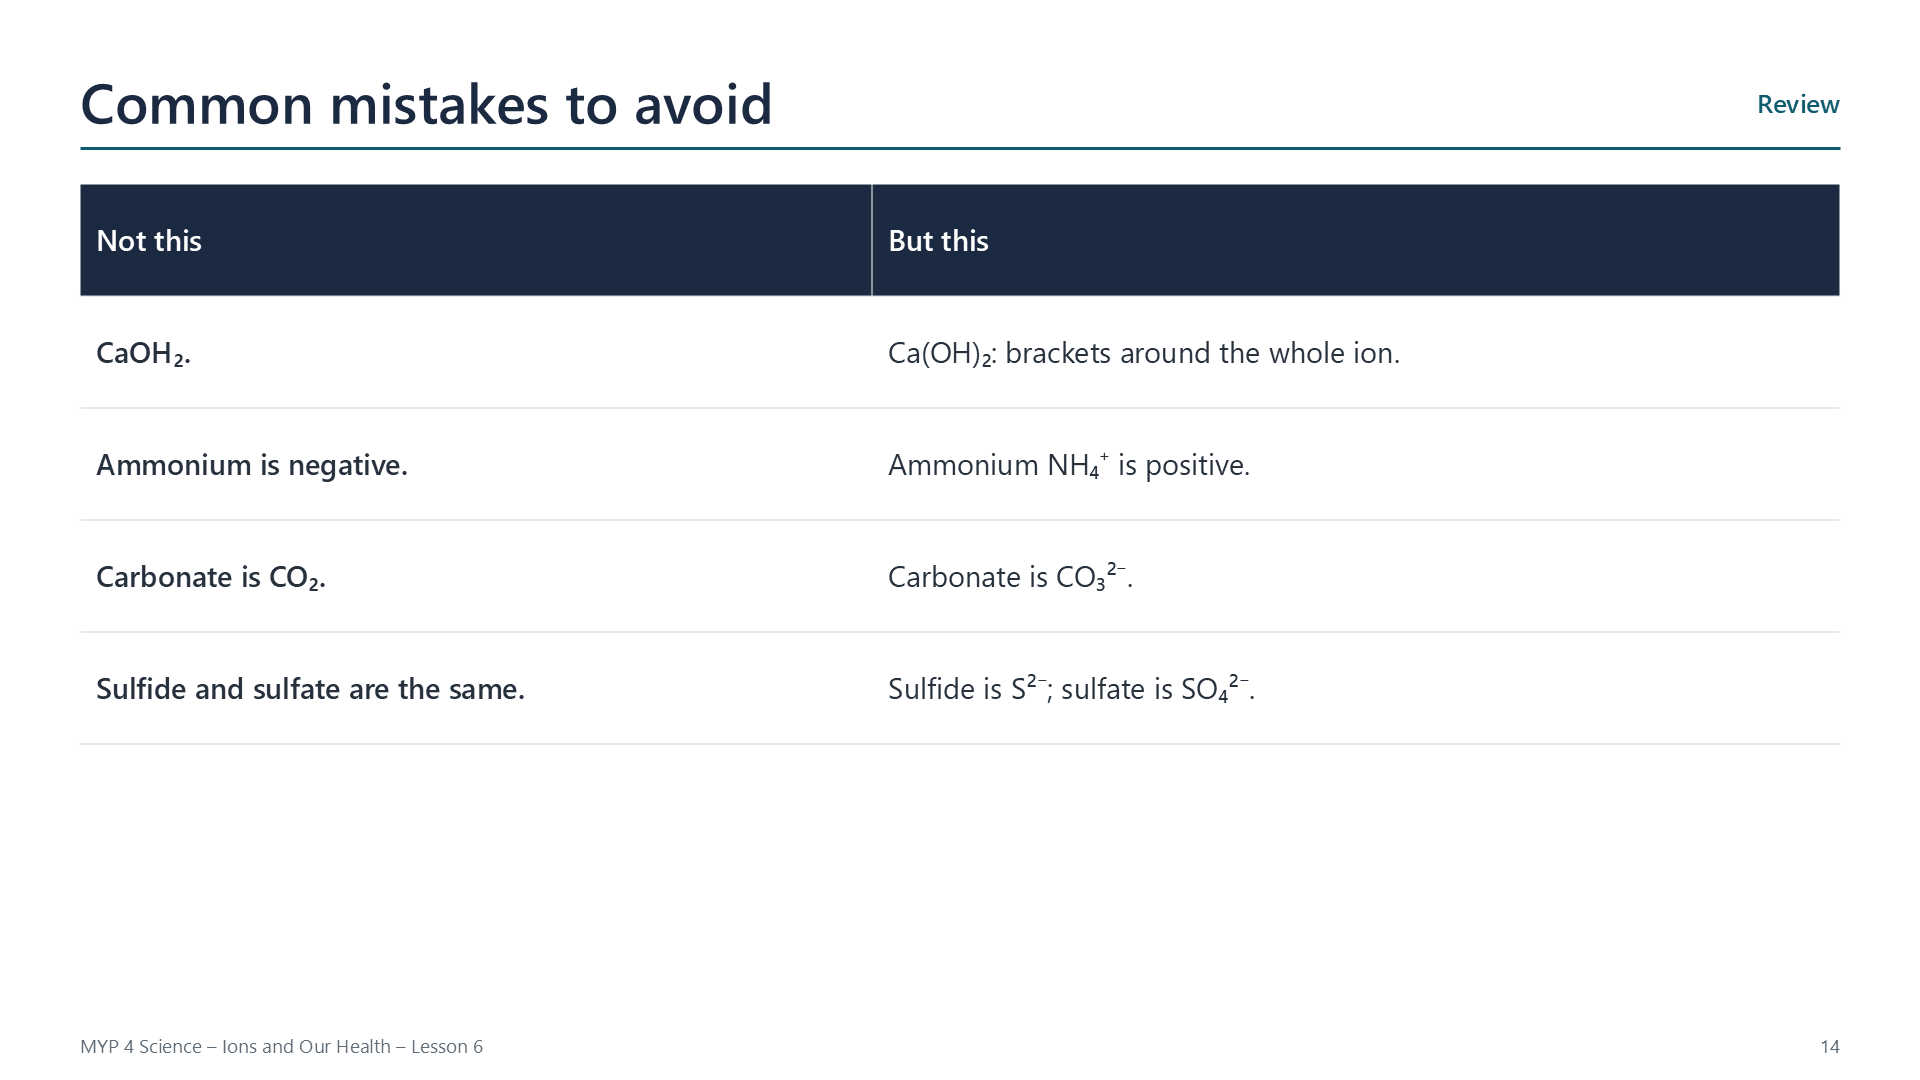 Common mistakes to avoid
Review
Not this
But this
CaOH₂.
Ca(OH)₂: brackets around the whole ion.
Ammonium is negative.
Ammonium NH₄⁺ is positive.
Carbonate is CO₂.
Carbonate is CO₃²⁻.
Sulfide and sulfate are the same.
Sulfide is S²⁻; sulfate is SO₄²⁻.
MYP 4 Science – Ions and Our Health – Lesson 6
14